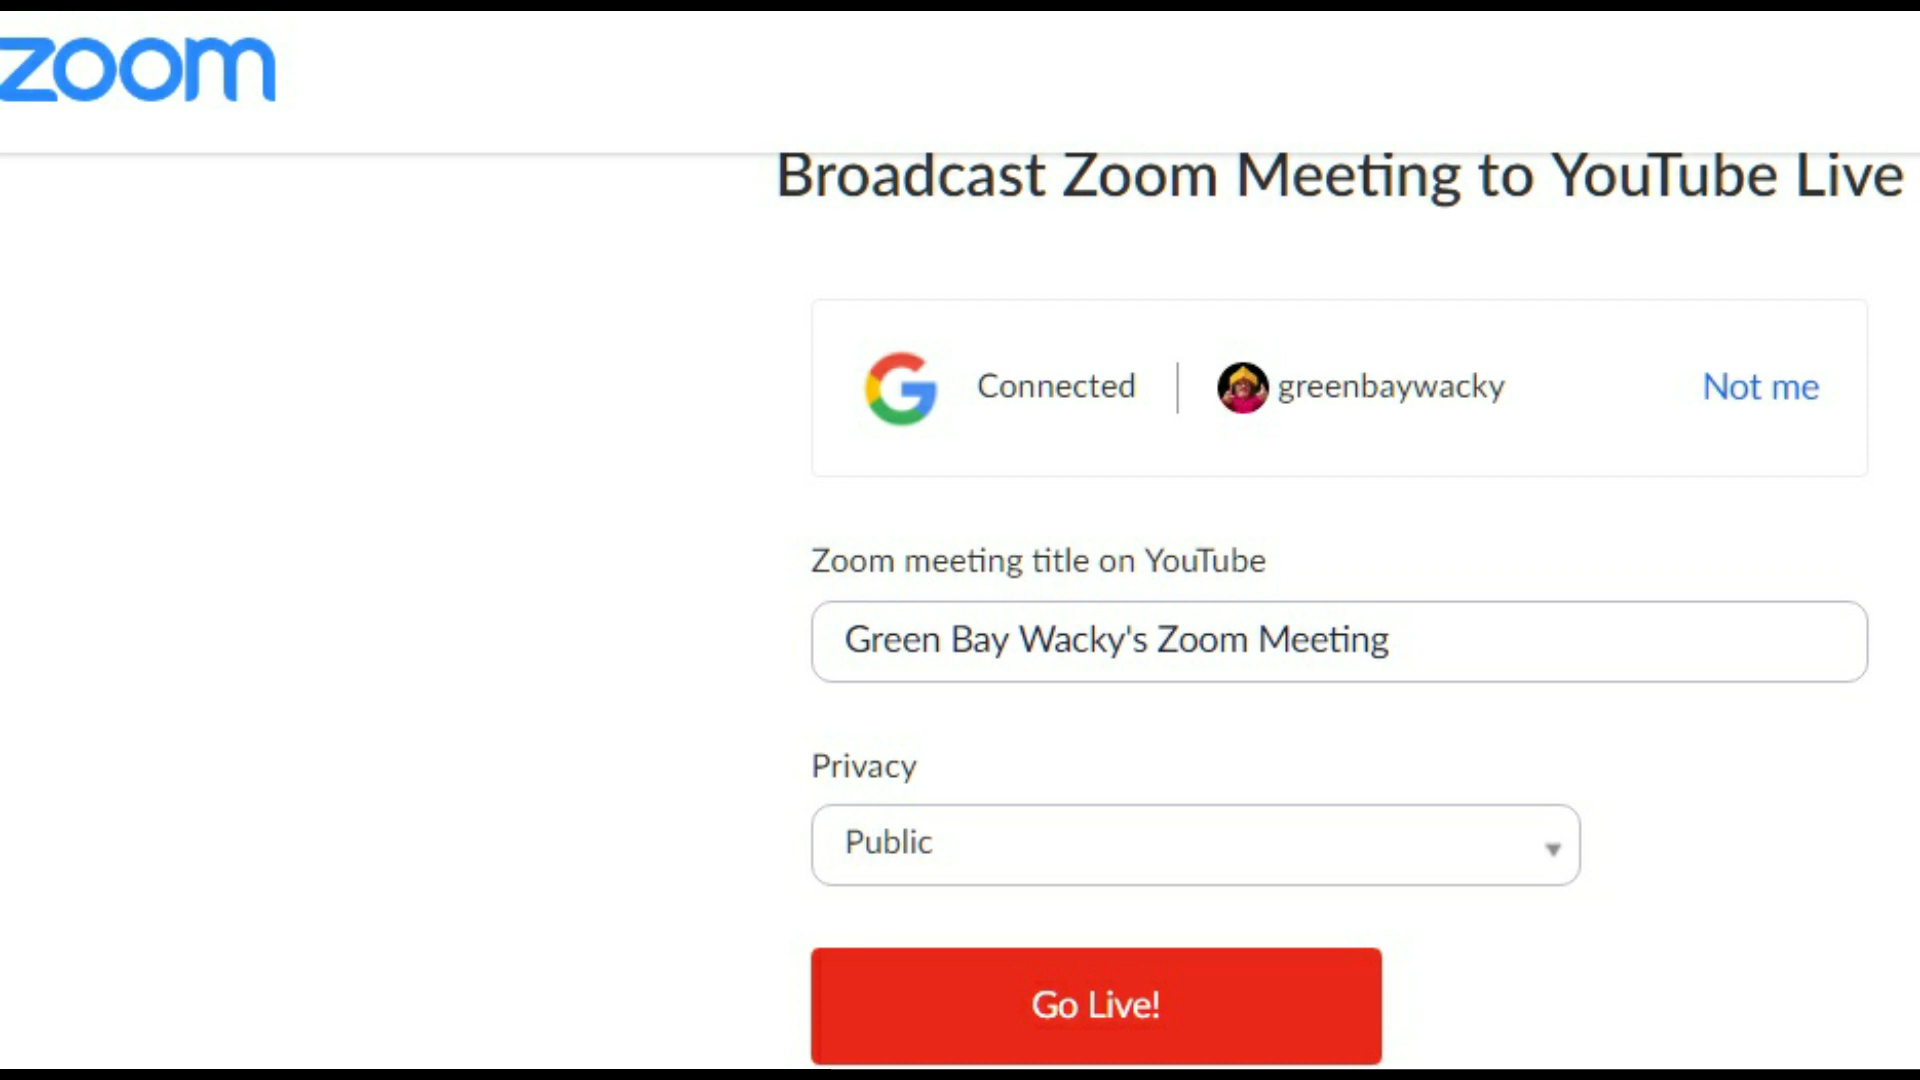 zoom
Broadcast Zoom Meeting to YouTube Live
Connected | greenbaywacky Not me
Zoom meeting title on YouTube
Green Bay Wacky's Zoom Meeting
Privacy
Public
Go Live!